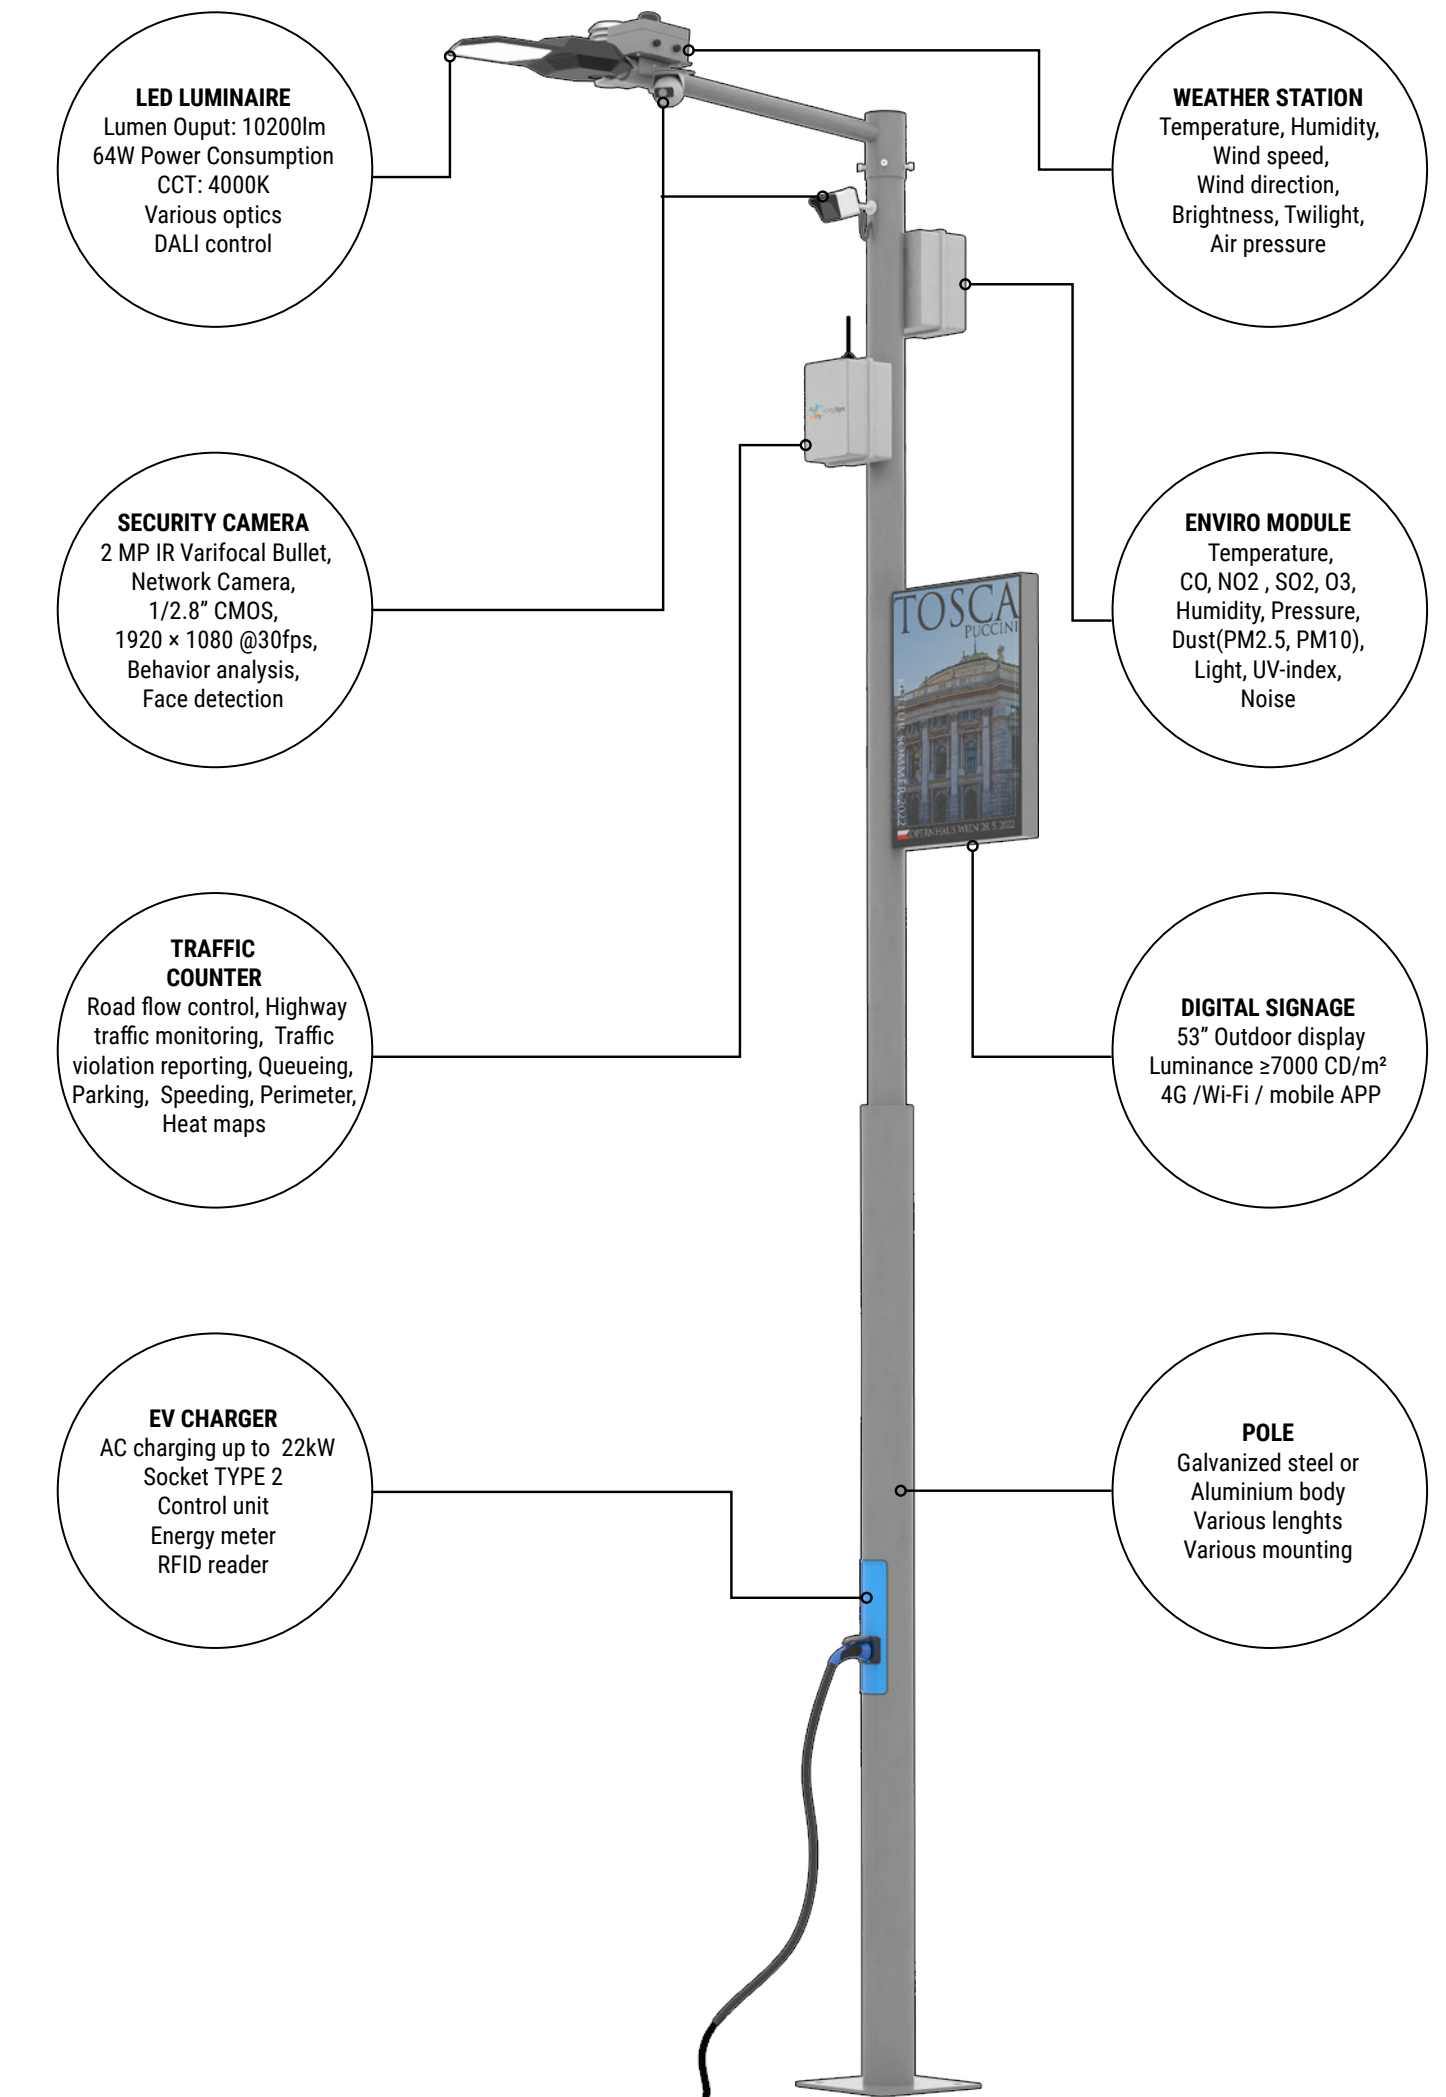 LED LUMINAIRE
Lumen Ouput: 10200lm
64W Power Consumption
CCT: 4000K
Various optics
DALI control
WEATHER STATION
Temperature, Humidity,
Wind speed,
Wind direction,
Brightness, Twilight,
Air pressure
SECURITY CAMERA
2 MP IR Varifocal Bullet,
Network Camera,
1/2.8” CMOS,
1920 × 1080 @30fps,
Behavior analysis,
Face detection
ENVIRO MODULE
Temperature,
CO, NO2 , SO2, O3,
Humidity, Pressure,
Dust(PM2.5, PM10),
Light, UV-index,
Noise
TOSCA
PUCCINI
SOMMER 2022
OPERNHAUS WIEN 28. 5. 2022
TRAFFIC
COUNTER
Road flow control, Highway
traffic monitoring,  Traffic
violation reporting, Queueing,
Parking,  Speeding, Perimeter,
Heat maps
DIGITAL SIGNAGE
53” Outdoor display
Luminance ≥7000 CD/m²
4G /Wi-Fi / mobile APP
EV CHARGER
AC charging up to  22kW
Socket TYPE 2
Control unit
Energy meter
RFID reader
POLE
Galvanized steel or
Aluminium body
Various lenghts
Various mounting